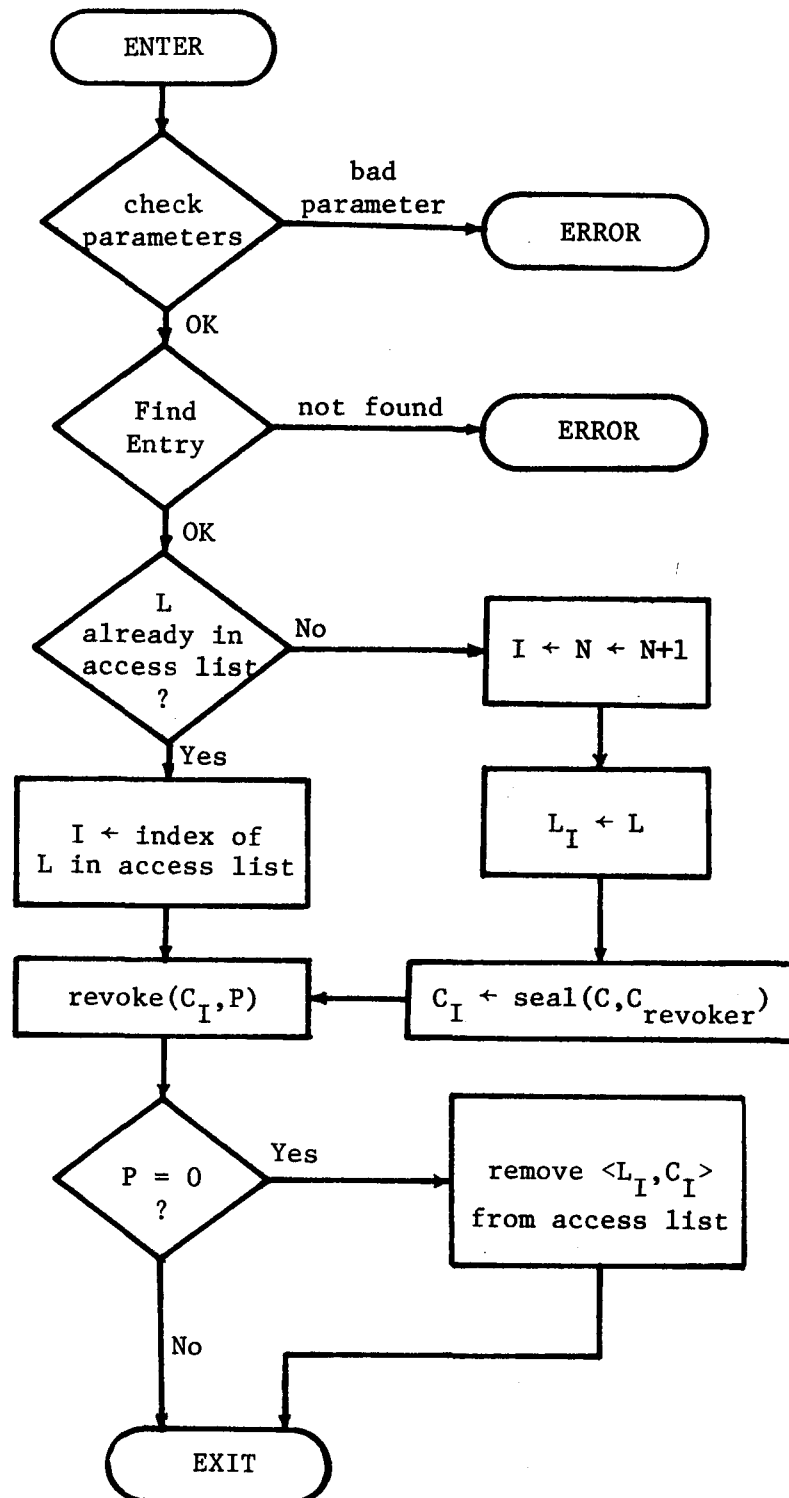 ENTER
check
parameters
bad
parameter
ERROR
OK
Find
Entry
not found
ERROR
OK
L
already in
access list
?
No
I ← N ← N+1
Yes
L_I ← L
I ← index of
L in access list
revoke(C_I,P)
C_I ← seal(C,C_revoker)
P = 0
?
Yes
remove <L_I,C_I>
from access list
No
EXIT